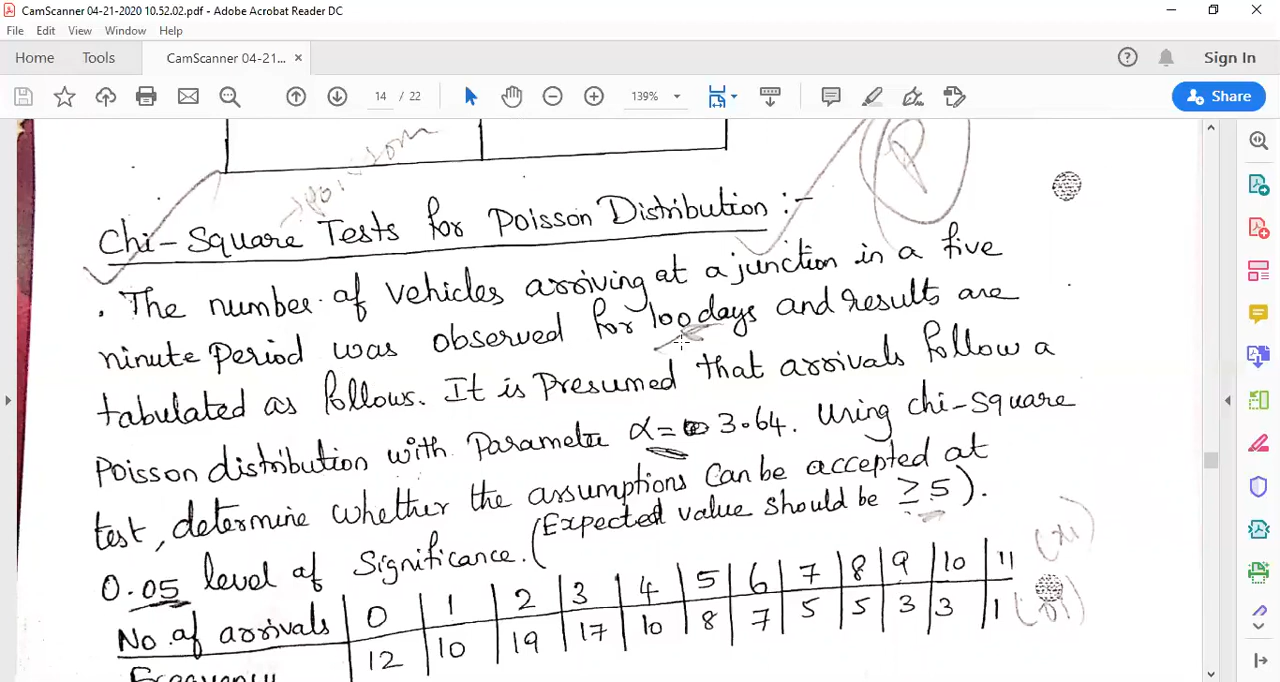 CamScanner 04-21-2020 10.52.02.pdf - Adobe Acrobat Reader DC
File Edit View Window Help
Home Tools CamScanner 04-21... ×
Sign In
14 / 22
139%
Share
Chi-Square Tests for Poisson Distribution :-
. The number of vehicles arriving at a junction in a five
ninute Period was observed for 100 days and results are
tabulated as follows. It is Presumed that arrivals follow a
Poisson distribution with Parameter α = 3.64. Using chi-Square
test, determine whether the assumptions can be accepted at
0.05 level of Significance. (Expected value should be ≥ 5).
No. of arrivals 0 1 2 3 4 5 6 7 8 9 10 11 (xi)
Frequency 12 10 19 17 10 8 7 5 5 3 3 1